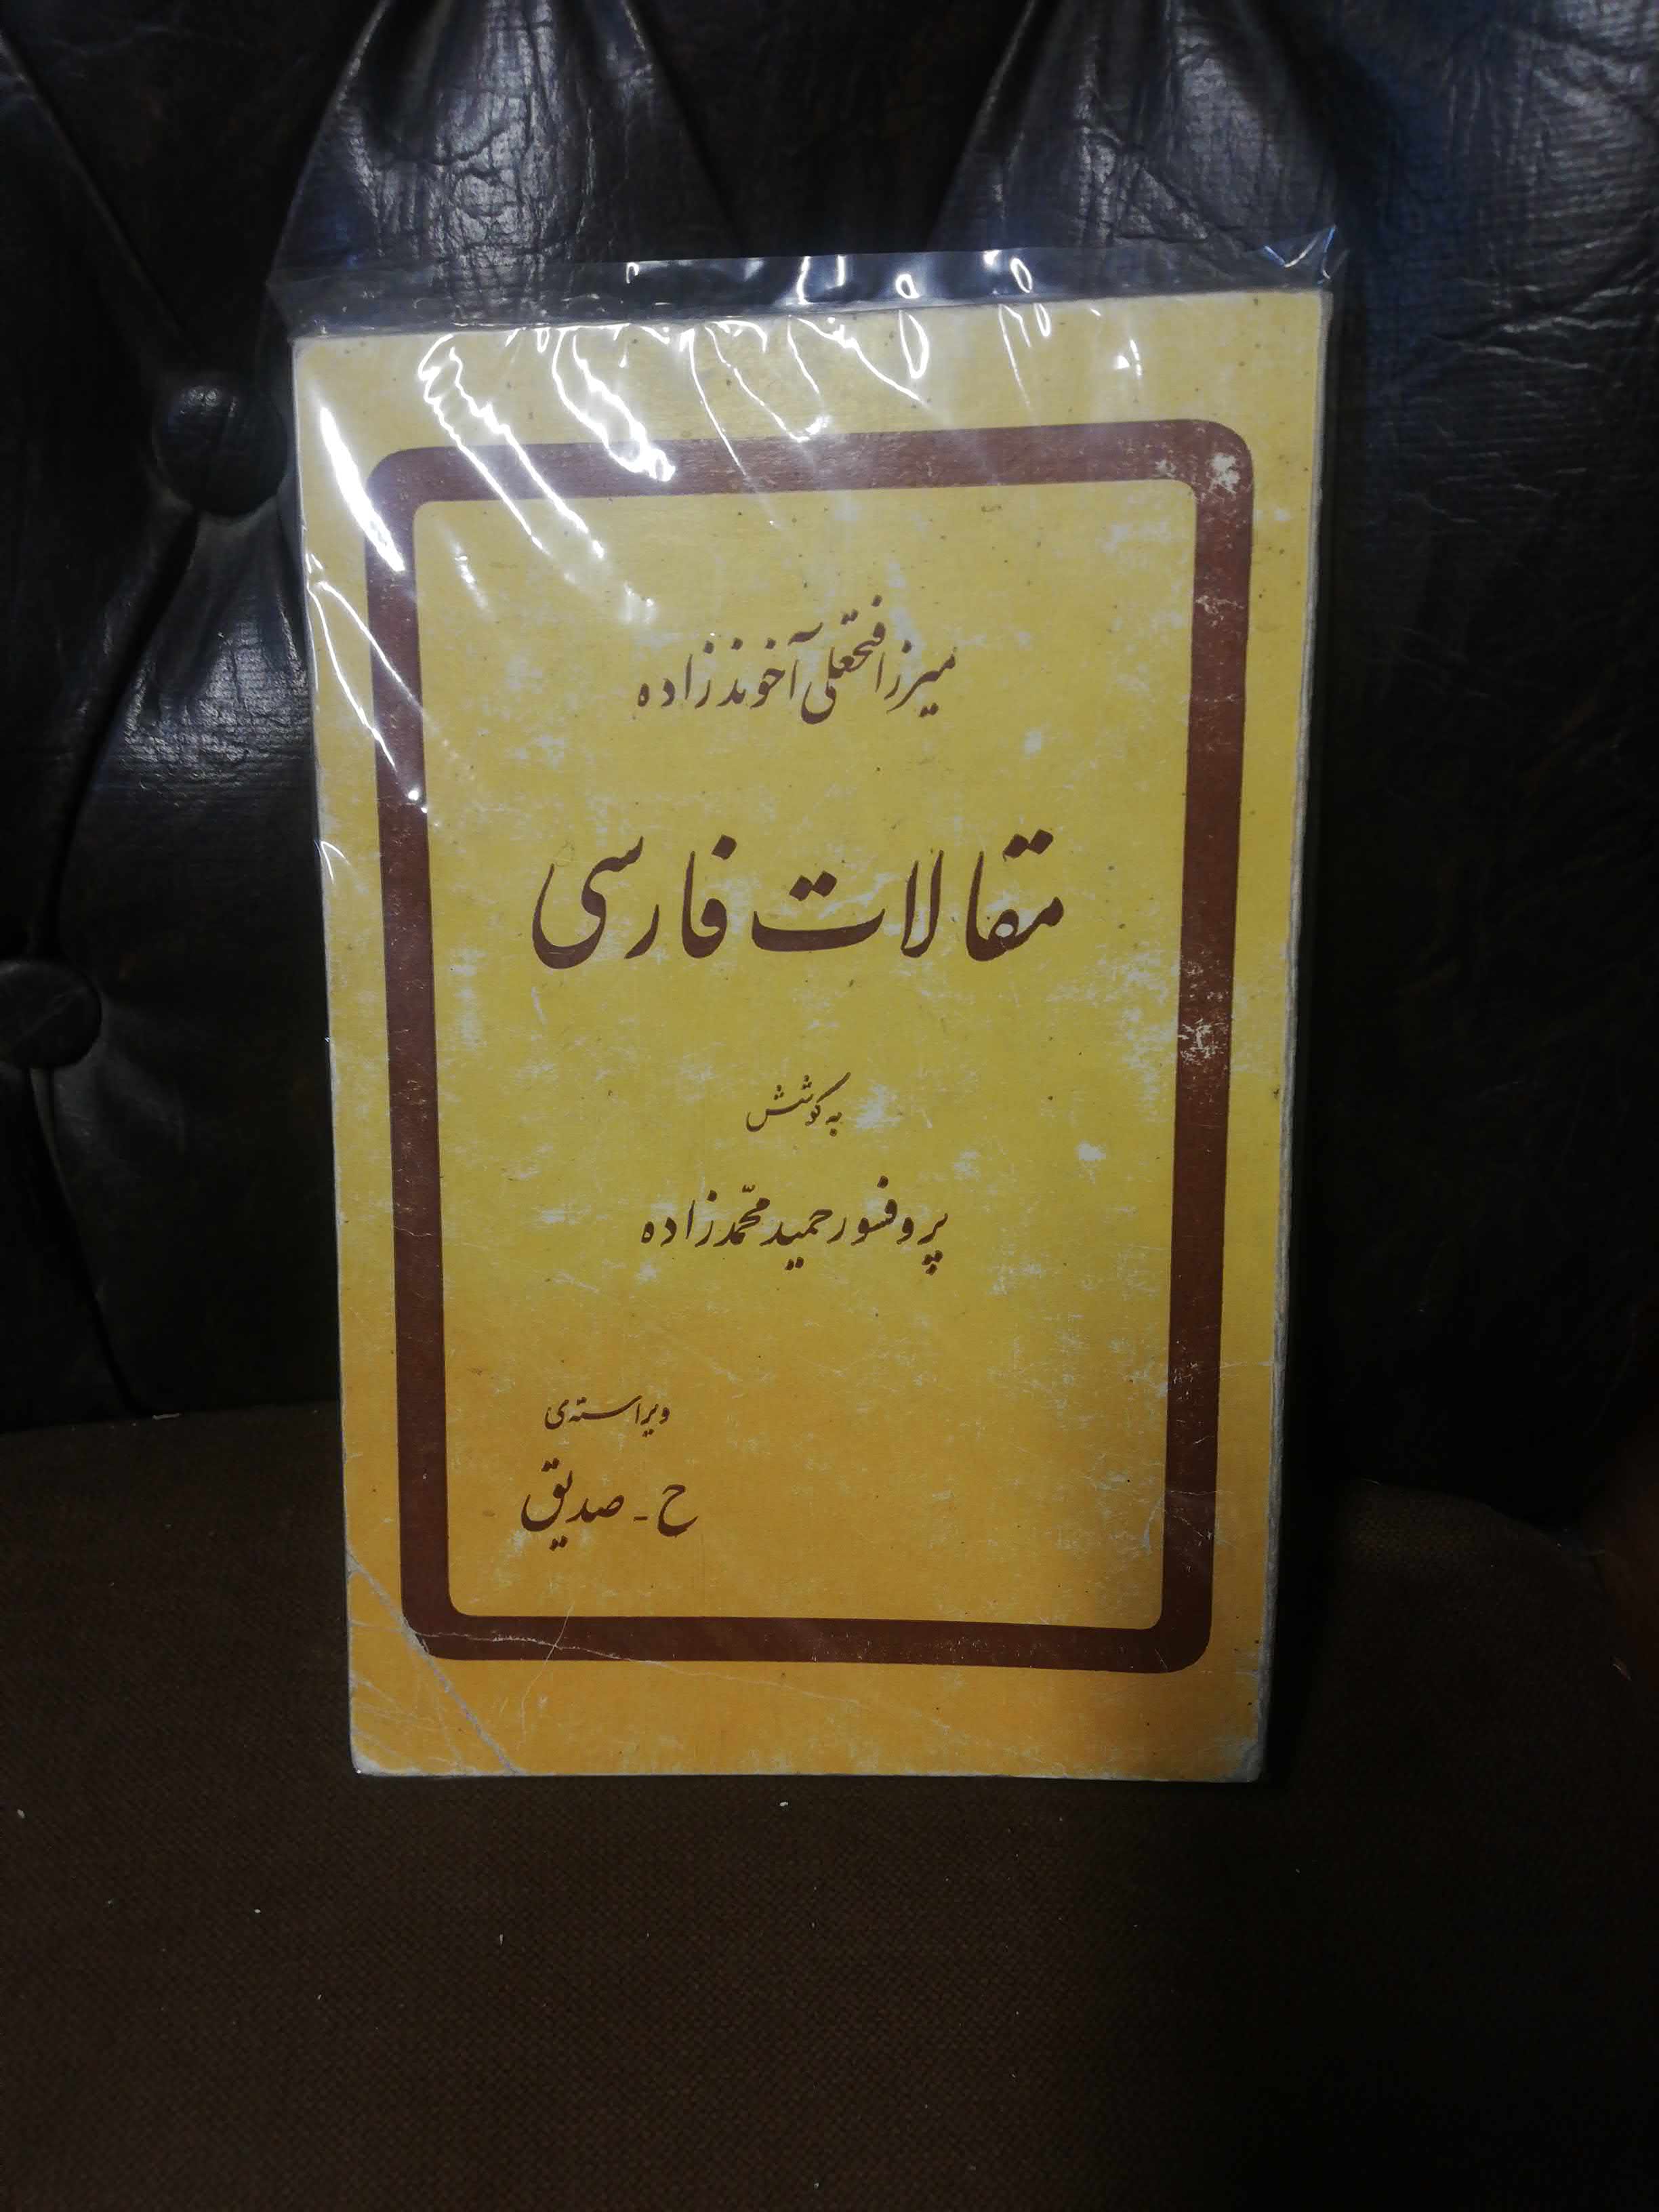 میرزا فتحعلی آخوندزاده
مقالات فارسی
به کوشش
پروفسور حمید محمدزاده
ویراسته‌ی
ح - صدیق